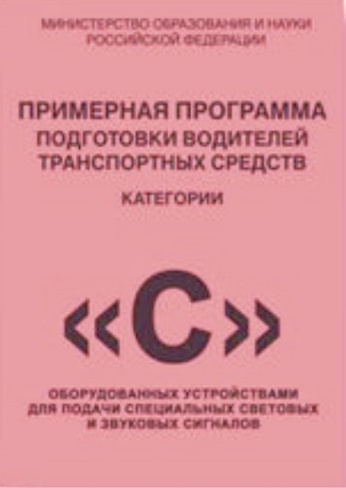 МИНИСТЕРСТВО ОБРАЗОВАНИЯ И НАУКИ
РОССИЙСКОЙ ФЕДЕРАЦИИ
ПРИМЕРНАЯ ПРОГРАММА
ПОДГОТОВКИ ВОДИТЕЛЕЙ
ТРАНСПОРТНЫХ СРЕДСТВ
КАТЕГОРИИ
«С»
ОБОРУДОВАННЫХ УСТРОЙСТВАМИ
ДЛЯ ПОДАЧИ СПЕЦИАЛЬНЫХ СВЕТОВЫХ
И ЗВУКОВЫХ СИГНАЛОВ